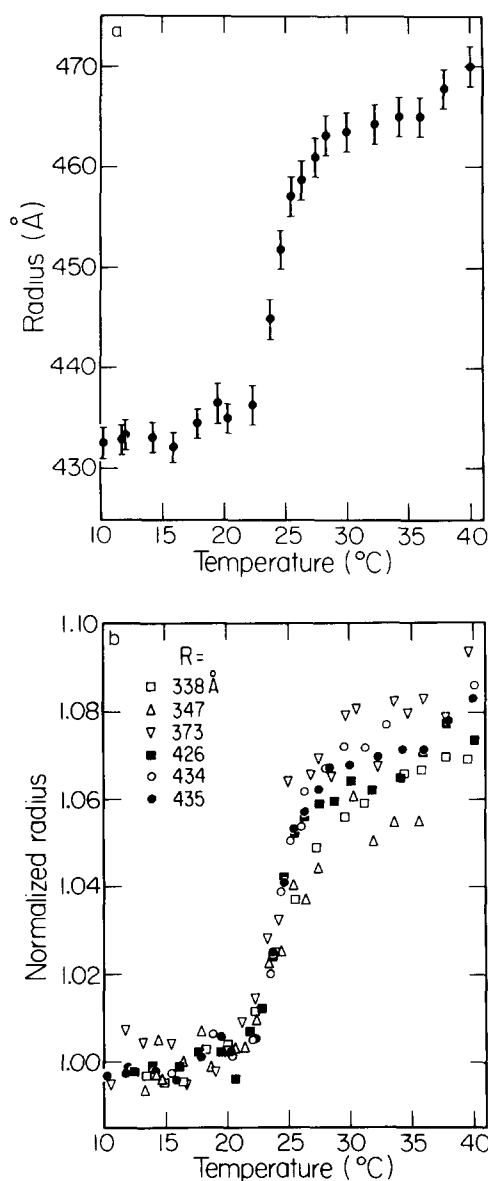 a
470
460
450
440
430
Radius (Å)
10 15 20 25 30 35 40
Temperature (°C)
b
1.10
1.08
1.06
1.04
1.02
1.00
Normalized radius
R =
□ 338 Å
△ 347
▽ 373
■ 426
○ 434
● 435
10 15 20 25 30 35 40
Temperature (°C)